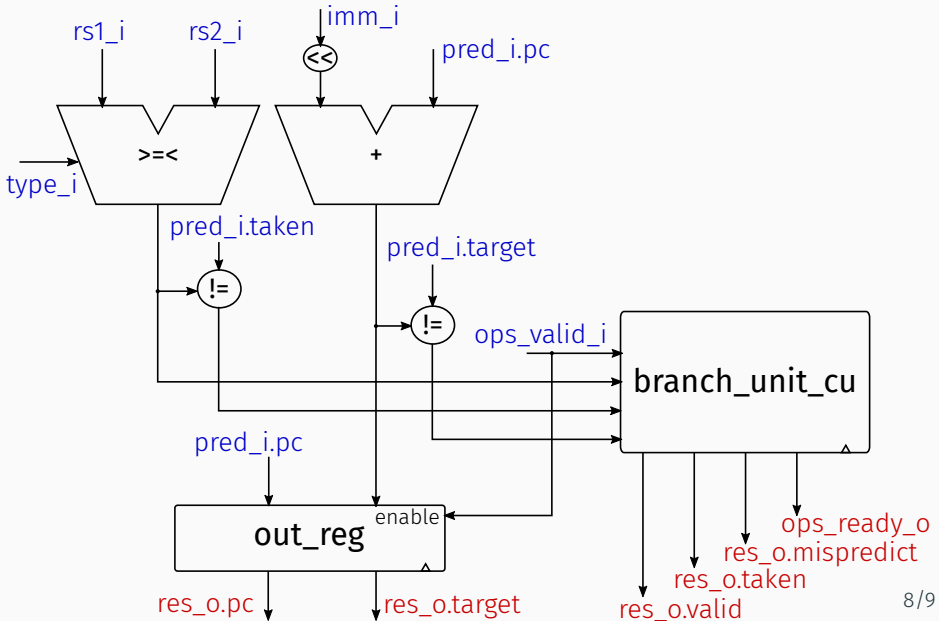 rs1_i
rs2_i
imm_i
<<
pred_i.pc
>=<
+
type_i
pred_i.taken
!=
pred_i.target
!=
ops_valid_i
branch_unit_cu
pred_i.pc
enable
out_reg
ops_ready_o
res_o.mispredict
res_o.taken
res_o.valid
res_o.pc
res_o.target
8/9